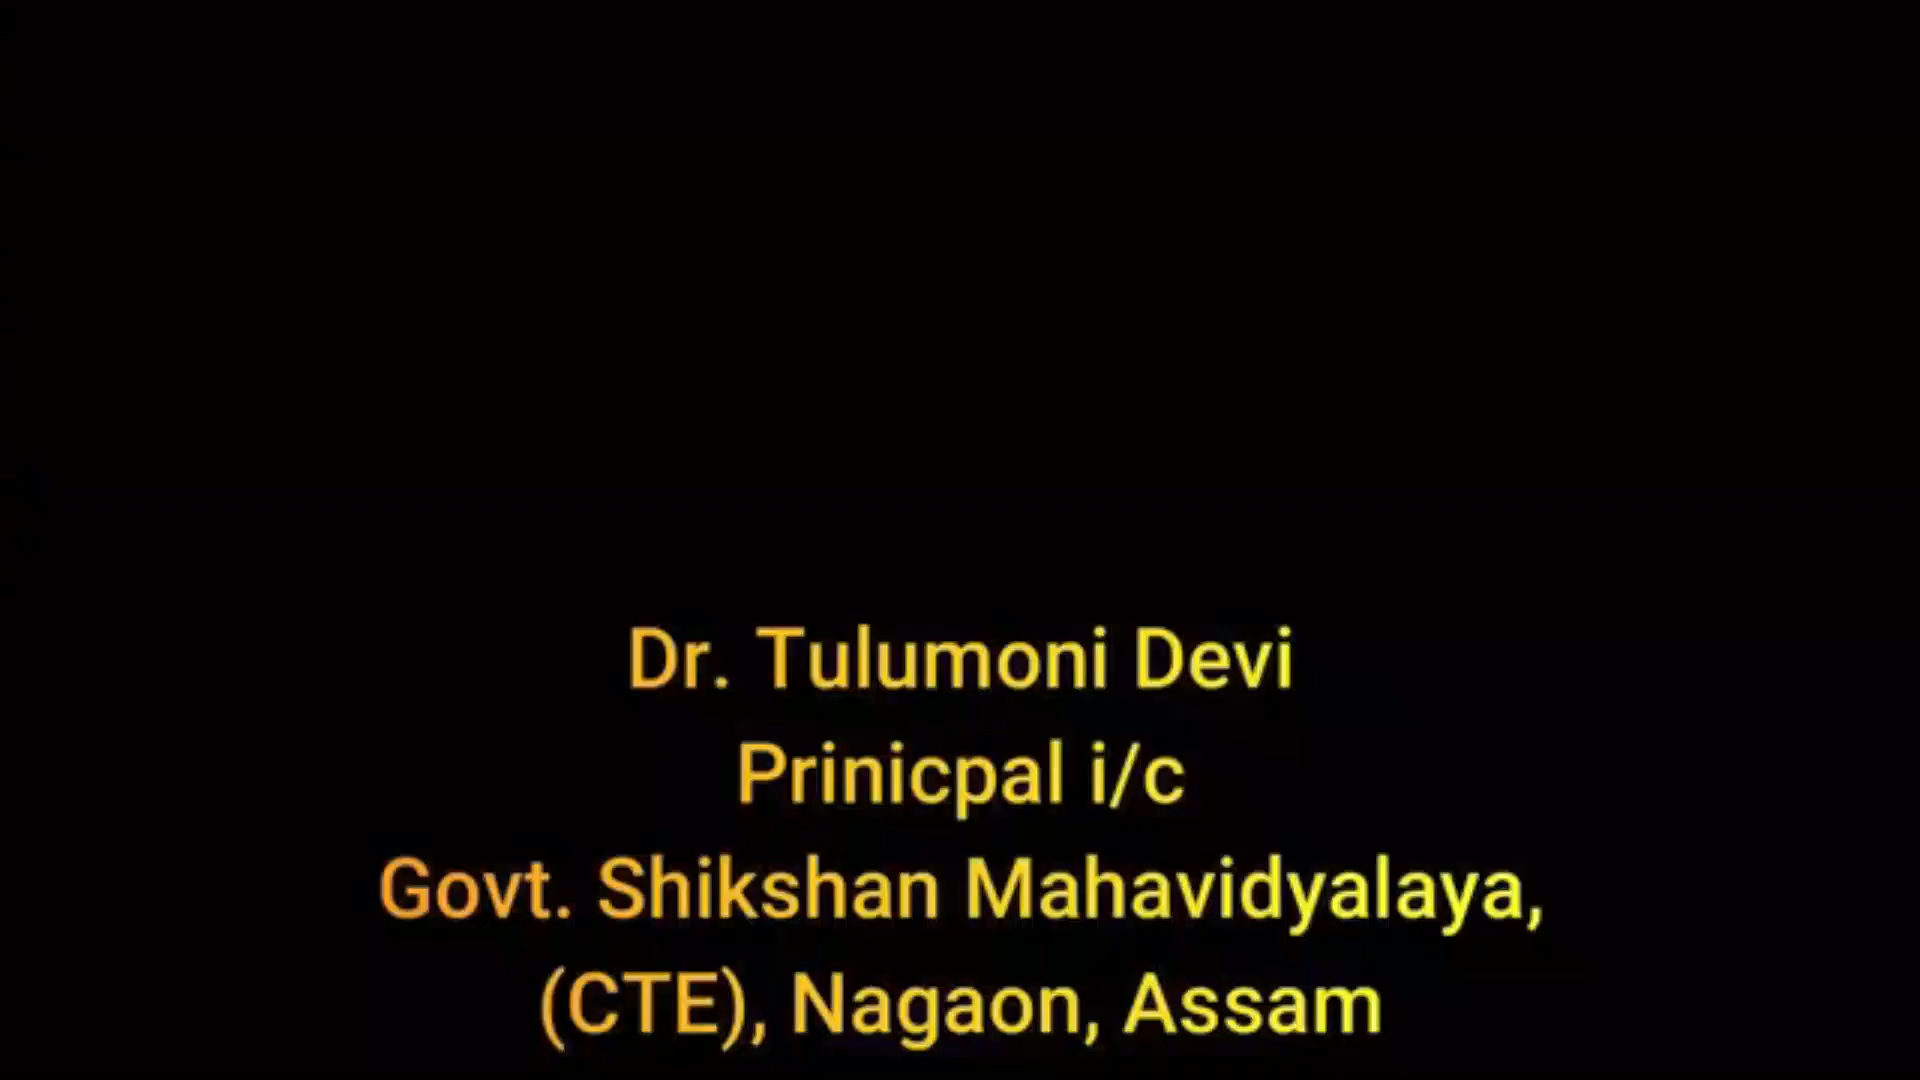 Dr. Tulumoni Devi
Prinicpal i/c
Govt. Shikshan Mahavidyalaya,
(CTE), Nagaon, Assam